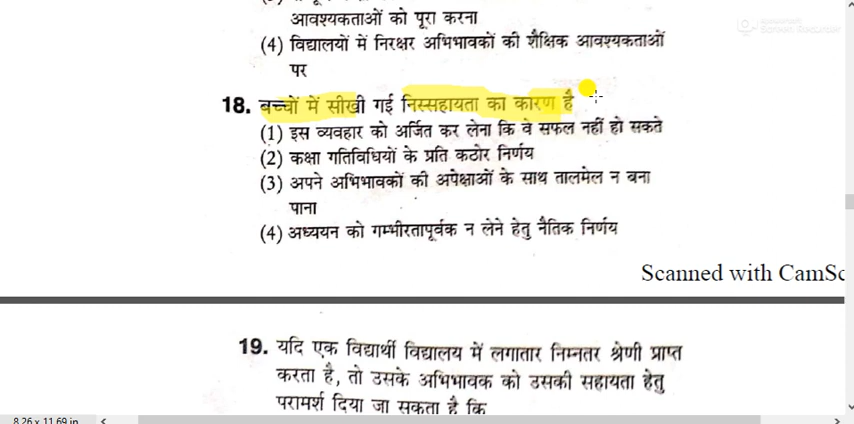 आवश्यकताओं को पूरा करना
(4) विद्यालयों में निरक्षर अभिभावकों की शैक्षिक आवश्यकताओं
पर
18. बच्चों में सीखी गई निस्सहायता का कारण है
(1) इस व्यवहार को अर्जित कर लेना कि वे सफल नहीं हो सकते
(2) कक्षा गतिविधियों के प्रति कठोर निर्णय
(3) अपने अभिभावकों की अपेक्षाओं के साथ तालमेल न बना
पाना
(4) अध्ययन को गम्भीरतापूर्वक न लेने हेतु नैतिक निर्णय
Scanned with CamSc
19. यदि एक विद्यार्थी विद्यालय में लगातार निम्नतर श्रेणी प्राप्त
करता है, तो उसके अभिभावक को उसकी सहायता हेतु
परामर्श दिया जा सकता है कि
8.26 x 11.69 in